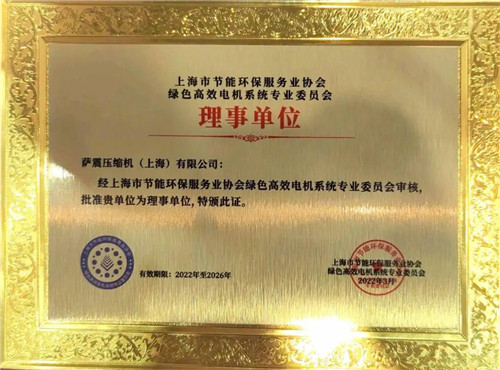 上海市节能环保服务业协会
绿色高效电机系统专业委员会
理事单位
萨震压缩机（上海）有限公司：
经上海市节能环保服务业协会绿色高效电机系统专业委员会审核，
批准贵单位为理事单位，特颁此证。
有效期限：2022年至2026年
上海市节能环保服务业协会
绿色高效电机系统专业委员会
2022年3月